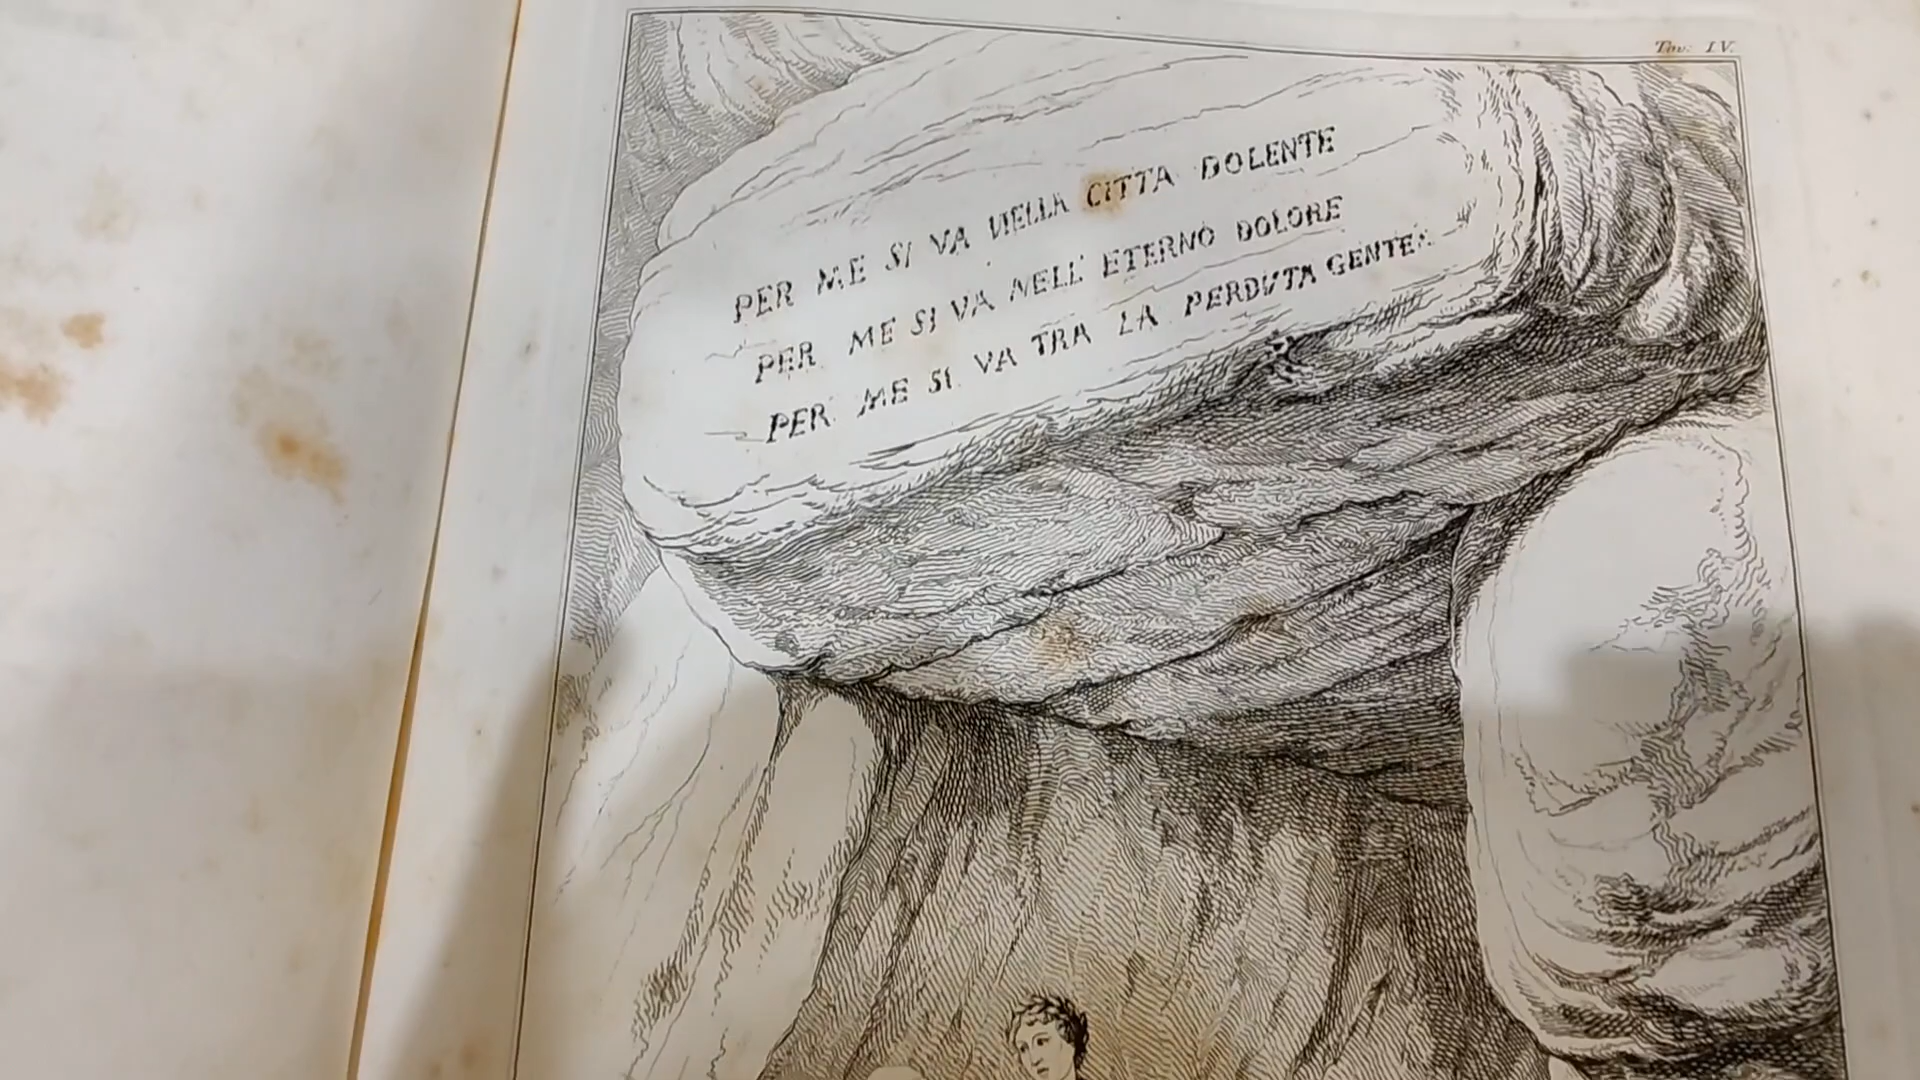 Tav. IV.
PER ME SI VA NELLA CITTA DOLENTE
PER ME SI VA NELL' ETERNO DOLORE
PER ME SI VA TRA LA PERDUTA GENTE